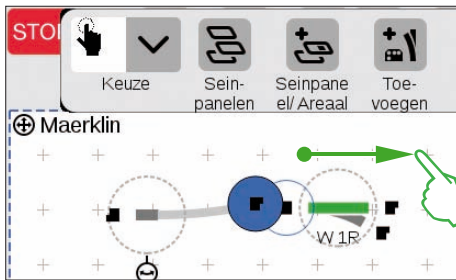 STO
Keuze
Sein-
panelen
Seinpane
el/ Areaal
Toe-
voegen
Maerklin
W 1R